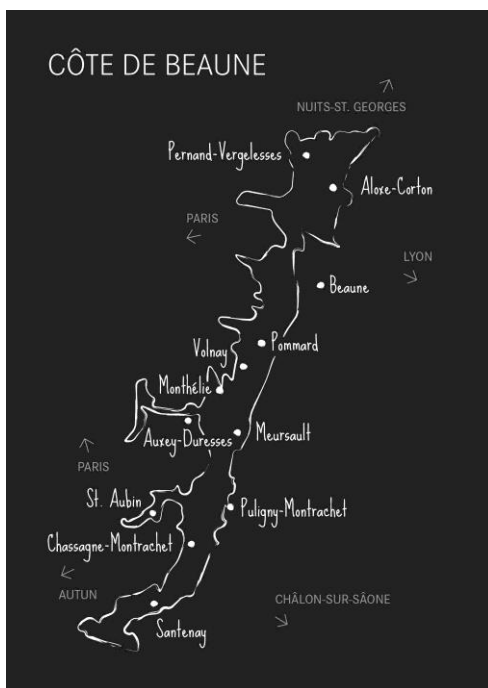 CÔTE DE BEAUNE
NUITS-ST. GEORGES
Pernand-Vergelesses
Aloxe-Corton
PARIS
LYON
Beaune
Pommard
Volnay
Monthélie
Auxey-Duresses
Meursault
PARIS
St. Aubin
Puligny-Montrachet
Chassagne-Montrachet
AUTUN
CHÂLON-SUR-SÂONE
Santenay